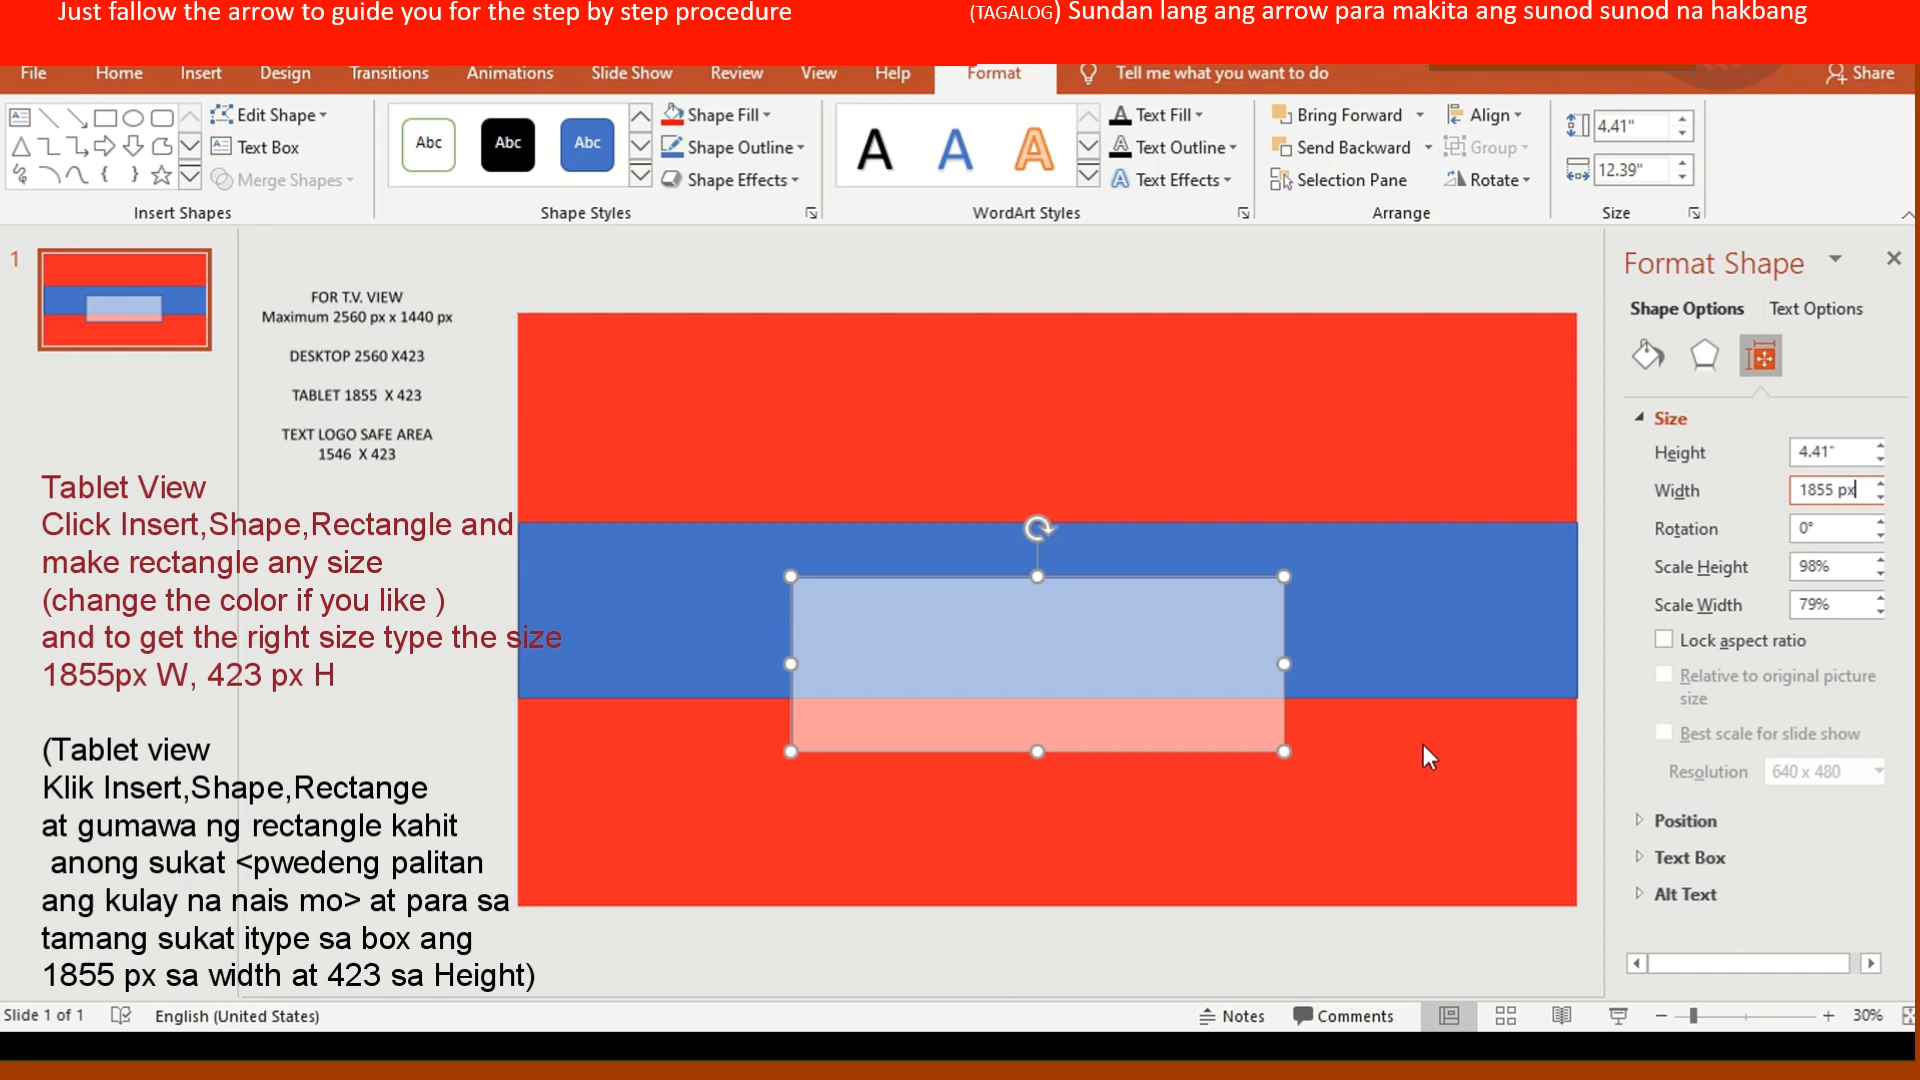 Just fallow the arrow to guide you for the step by step procedure
(TAGALOG) Sundan lang ang arrow para makita ang sunod sunod na hakbang
File Home Insert Design Transitions Animations Slide Show Review View Help Format Tell me what you want to do Share
Edit Shape
Text Box
Merge Shapes
Insert Shapes
Abc Abc Abc
Shape Fill
Shape Outline
Shape Effects
Shape Styles
A A A
Text Fill
Text Outline
Text Effects
WordArt Styles
Bring Forward
Send Backward
Selection Pane
Align
Group
Rotate
Arrange
4.41"
12.39"
Size
1
FOR T.V. VIEW
Maximum 2560 px x 1440 px
DESKTOP 2560 X423
TABLET 1855 X 423
TEXT LOGO SAFE AREA
1546 X 423
Tablet View
Click Insert,Shape,Rectangle and
make rectangle any size
(change the color if you like )
and to get the right size type the size
1855px W, 423 px H
(Tablet view
Klik Insert,Shape,Rectange
at gumawa ng rectangle kahit
anong sukat <pwedeng palitan
ang kulay na nais mo> at para sa
tamang sukat itype sa box ang
1855 px sa width at 423 sa Height)
Format Shape
Shape Options Text Options
Size
Height 4.41"
Width 1855 px
Rotation 0°
Scale Height 98%
Scale Width 79%
Lock aspect ratio
Relative to original picture
size
Best scale for slide show
Resolution 640 x 480
Position
Text Box
Alt Text
Slide 1 of 1 English (United States) Notes Comments 30%